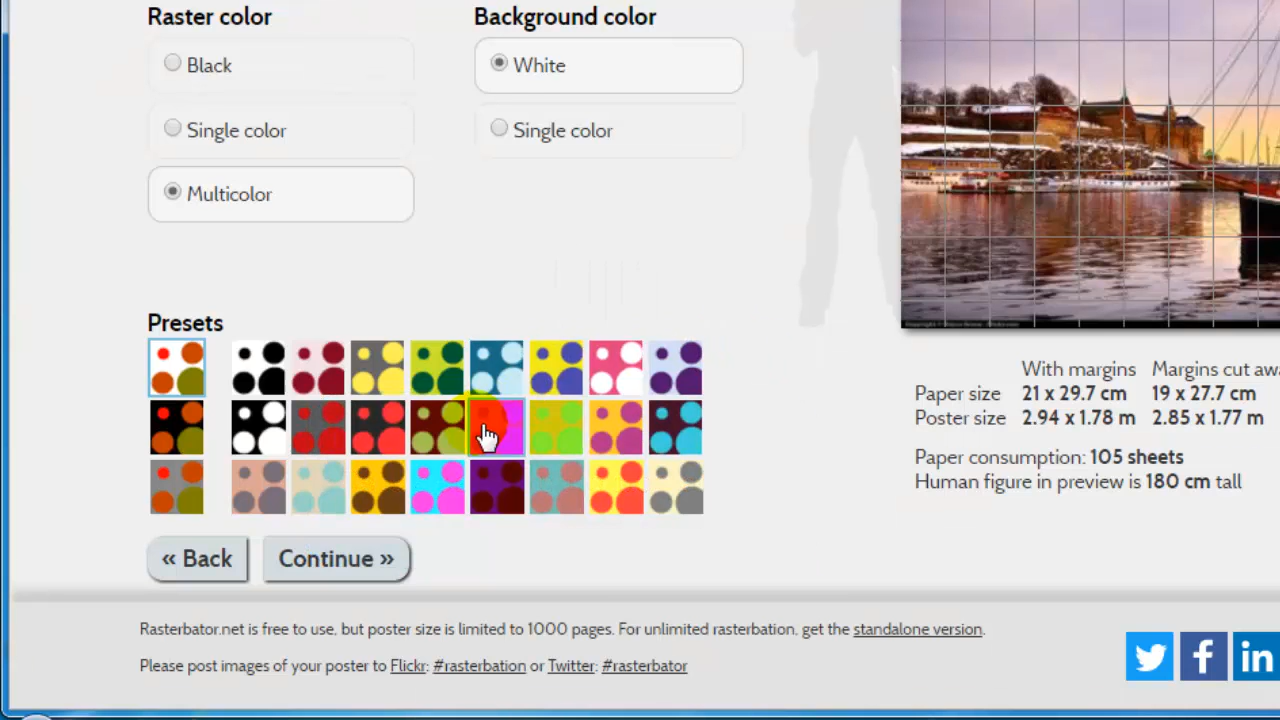 Raster color
Background color
Black
White
Single color
Single color
Multicolor
Presets
With margins Margins cut awa
Paper size 21 x 29.7 cm 19 x 27.7 cm
Poster size 2.94 x 1.78 m 2.85 x 1.77 m
Paper consumption: 105 sheets
Human figure in preview is 180 cm tall
« Back
Continue »
Rasterbator.net is free to use, but poster size is limited to 1000 pages. For unlimited rasterbation, get the standalone version.
Please post images of your poster to Flickr: #rasterbation or Twitter: #rasterbator
f
in